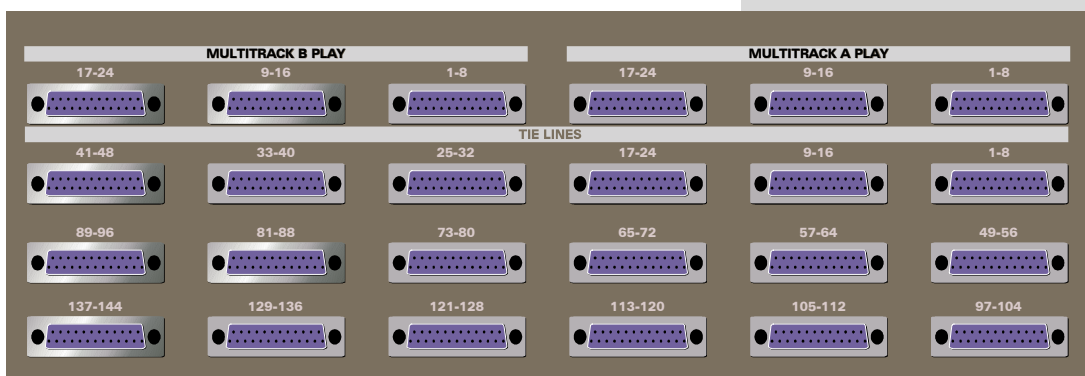 MULTITRACK B PLAY MULTITRACK A PLAY
17-24 9-16 1-8 17-24 9-16 1-8
TIE LINES
41-48 33-40 25-32 17-24 9-16 1-8
89-96 81-88 73-80 65-72 57-64 49-56
137-144 129-136 121-128 113-120 105-112 97-104